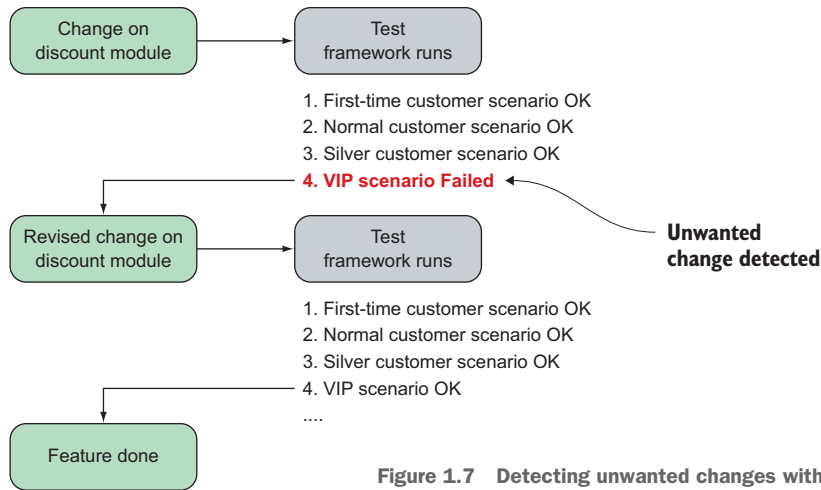 Change on
discount module
Test
framework runs
1. First-time customer scenario OK
2. Normal customer scenario OK
3. Silver customer scenario OK
4. VIP scenario Failed
Unwanted
change detected
Revised change on
discount module
Test
framework runs
1. First-time customer scenario OK
2. Normal customer scenario OK
3. Silver customer scenario OK
4. VIP scenario OK
....
Feature done
Figure 1.7 Detecting unwanted changes with